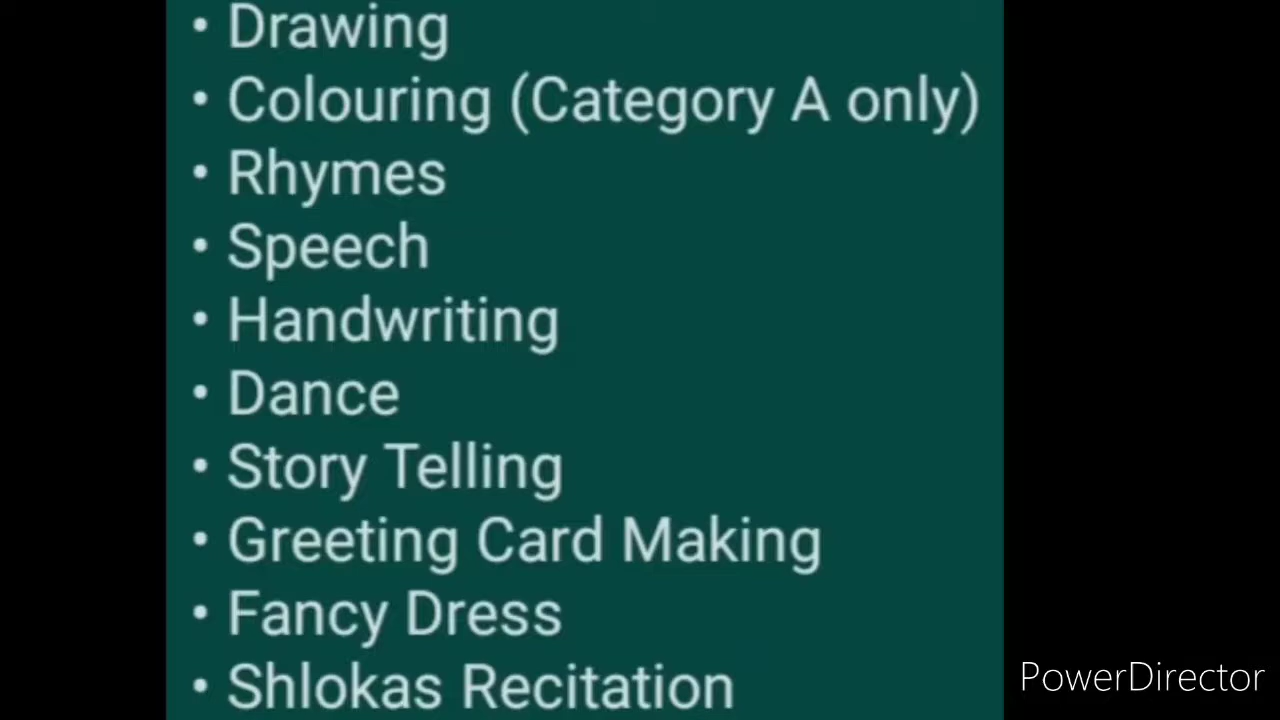 • Drawing
• Colouring (Category A only)
• Rhymes
• Speech
• Handwriting
• Dance
• Story Telling
• Greeting Card Making
• Fancy Dress
• Shlokas Recitation
PowerDirector